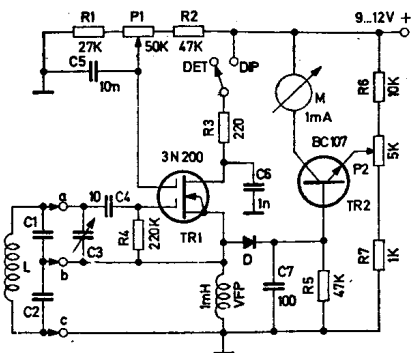 R1
P1
R2
9...12V +
27K
50K
47K
C5
10n
DET
DIP
M
1mA
R6
10K
R3
220
BC107
5K
P2
3N200
C6
1n
TR2
a
10
C4
C1
C3
R4
220K
TR1
L
b
D
R7
1K
C2
1mH
VFP
C7
100
R5
47K
c